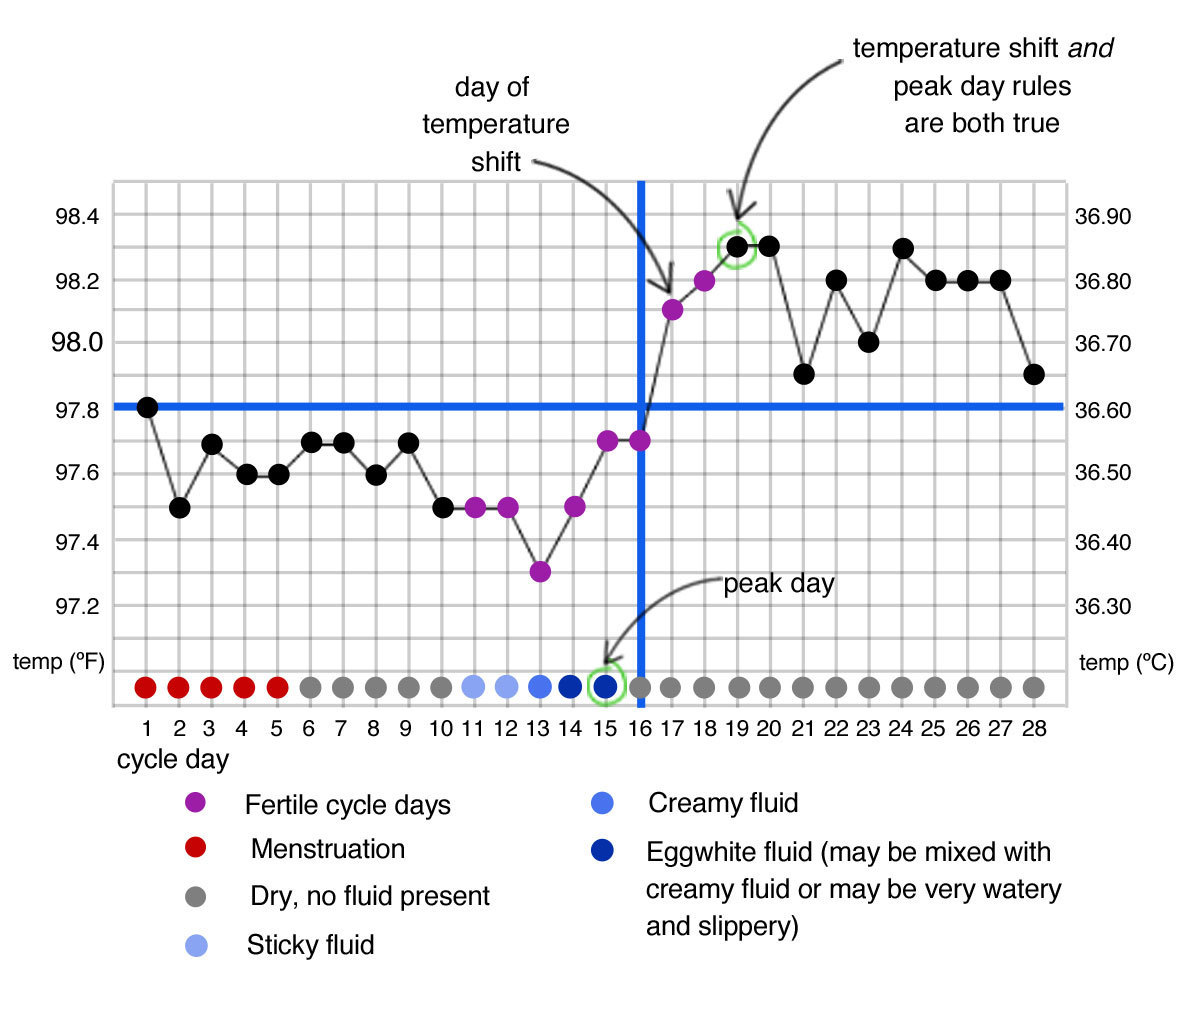 temperature shift and
peak day rules
are both true
day of
temperature
shift
98.4 36.90
98.2 36.80
98.0 36.70
97.8 36.60
97.6 36.50
97.4 36.40
peak day
97.2 36.30
temp (ºF) temp (ºC)
1 2 3 4 5 6 7 8 9 10 11 12 13 14 15 16 17 18 19 20 21 22 23 24 25 26 27 28
cycle day
Fertile cycle days
Menstruation
Dry, no fluid present
Sticky fluid
Creamy fluid
Eggwhite fluid (may be mixed with
creamy fluid or may be very watery
and slippery)